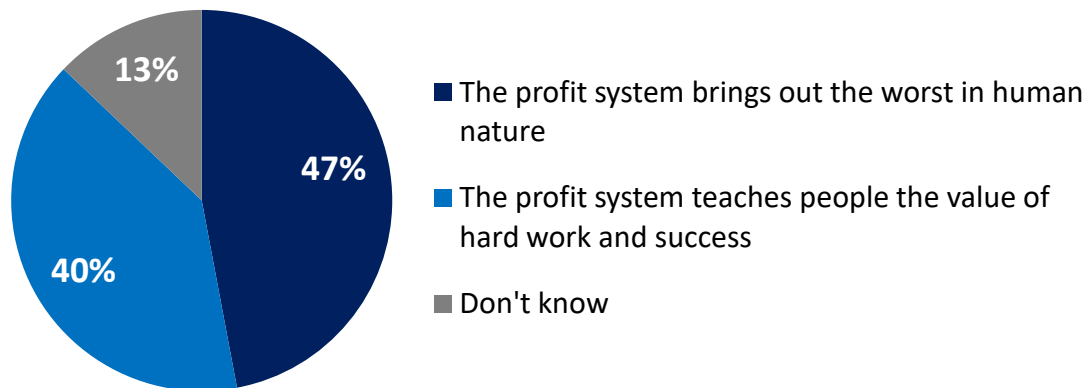 13%
47%
40%
The profit system brings out the worst in human
nature
The profit system teaches people the value of
hard work and success
Don't know